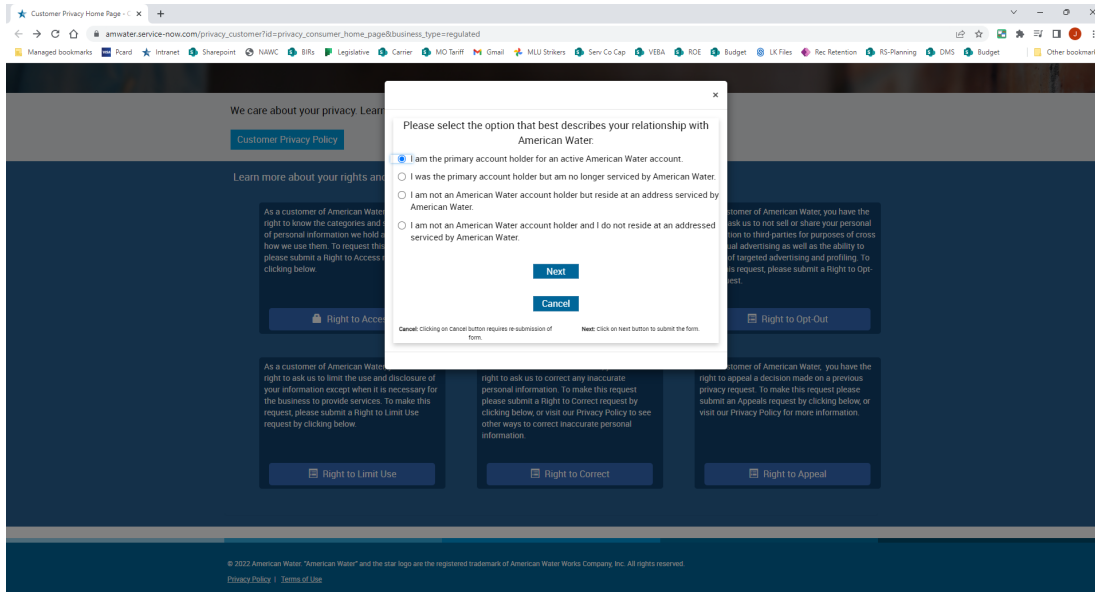 Customer Privacy Home Page - C
amwater.service-now.com/privacy_customer?id=privacy_consumer_home_page&business_type=regulated
Managed bookmarks Pcard Intranet Sharepoint NAWC BIRs Legislative Carrier MO Tariff Gmail MLU Strikers Serv Co Cap VEBA ROE Budget LK Files Rec Retention RS-Planning DMS Budget Other bookmark
We care about your privacy. Learn
Customer Privacy Policy
Learn more about your rights and
×
Please select the option that best describes your relationship with
American Water:
I am the primary account holder for an active American Water account.
I was the primary account holder but am no longer serviced by American Water.
I am not an American Water account holder but reside at an address serviced by
American Water.
I am not an American Water account holder and I do not reside at an addressed
serviced by American Water.
Next
Cancel
Cancel: Clicking on Cancel button requires re-submission of
form.
Next: Click on Next button to submit the form.
As a customer of American Water
right to know the categories and s
of personal information we hold a
how we use them. To request this
please submit a Right to Access r
clicking below.
Right to Acces
stomer of American Water, you have the
ask us to not sell or share your personal
tion to third-parties for purposes of cross
ual advertising as well as the ability to
of targeted advertising and profiling. To
is request, please submit a Right to Opt-
uest.
Right to Opt-Out
As a customer of American Water
right to ask us to limit the use and disclosure of
your information except when it is necessary for
the business to provide services. To make this
request, please submit a Right to Limit Use
request by clicking below.
Right to Limit Use
right to ask us to correct any inaccurate
personal information. To make this request
please submit a Right to Correct request by
clicking below, or visit our Privacy Policy to see
other ways to correct inaccurate personal
information.
Right to Correct
stomer of American Water, you have the
right to appeal a decision made on a previous
privacy request. To make this request please
submit an Appeals request by clicking below, or
visit our Privacy Policy for more information.
Right to Appeal
© 2022 American Water. "American Water" and the star logo are the registered trademark of American Water Works Company, Inc. All rights reserved.
Privacy Policy | Terms of Use